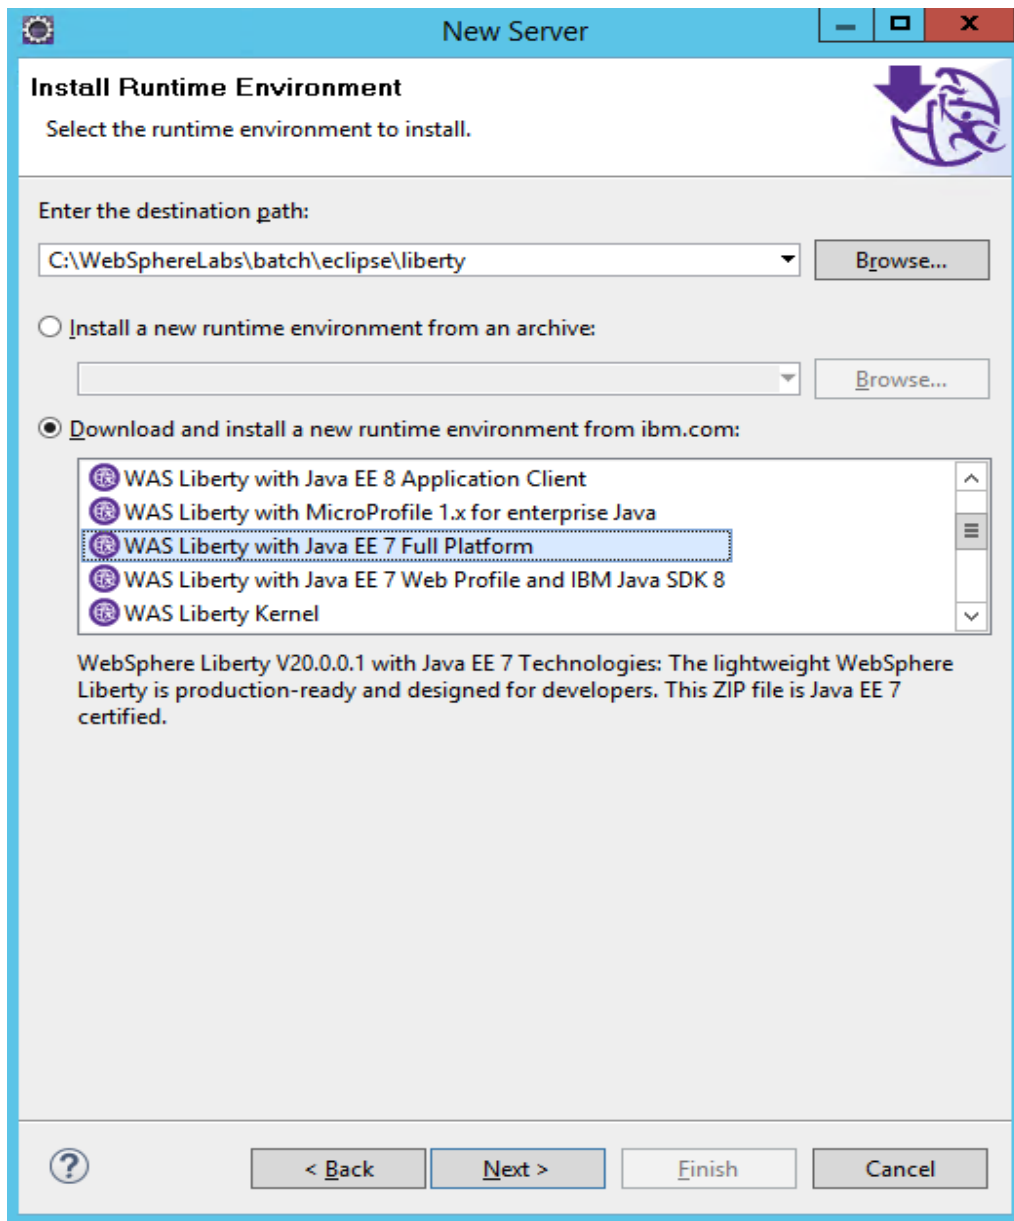 New Server
Install Runtime Environment
Select the runtime environment to install.
Enter the destination path:
C:\WebSphereLabs\batch\eclipse\liberty
Browse...
Install a new runtime environment from an archive:
Browse...
Download and install a new runtime environment from ibm.com:
WAS Liberty with Java EE 8 Application Client
WAS Liberty with MicroProfile 1.x for enterprise Java
WAS Liberty with Java EE 7 Full Platform
WAS Liberty with Java EE 7 Web Profile and IBM Java SDK 8
WAS Liberty Kernel
WebSphere Liberty V20.0.0.1 with Java EE 7 Technologies: The lightweight WebSphere
Liberty is production-ready and designed for developers. This ZIP file is Java EE 7
certified.
? < Back Next > Finish Cancel